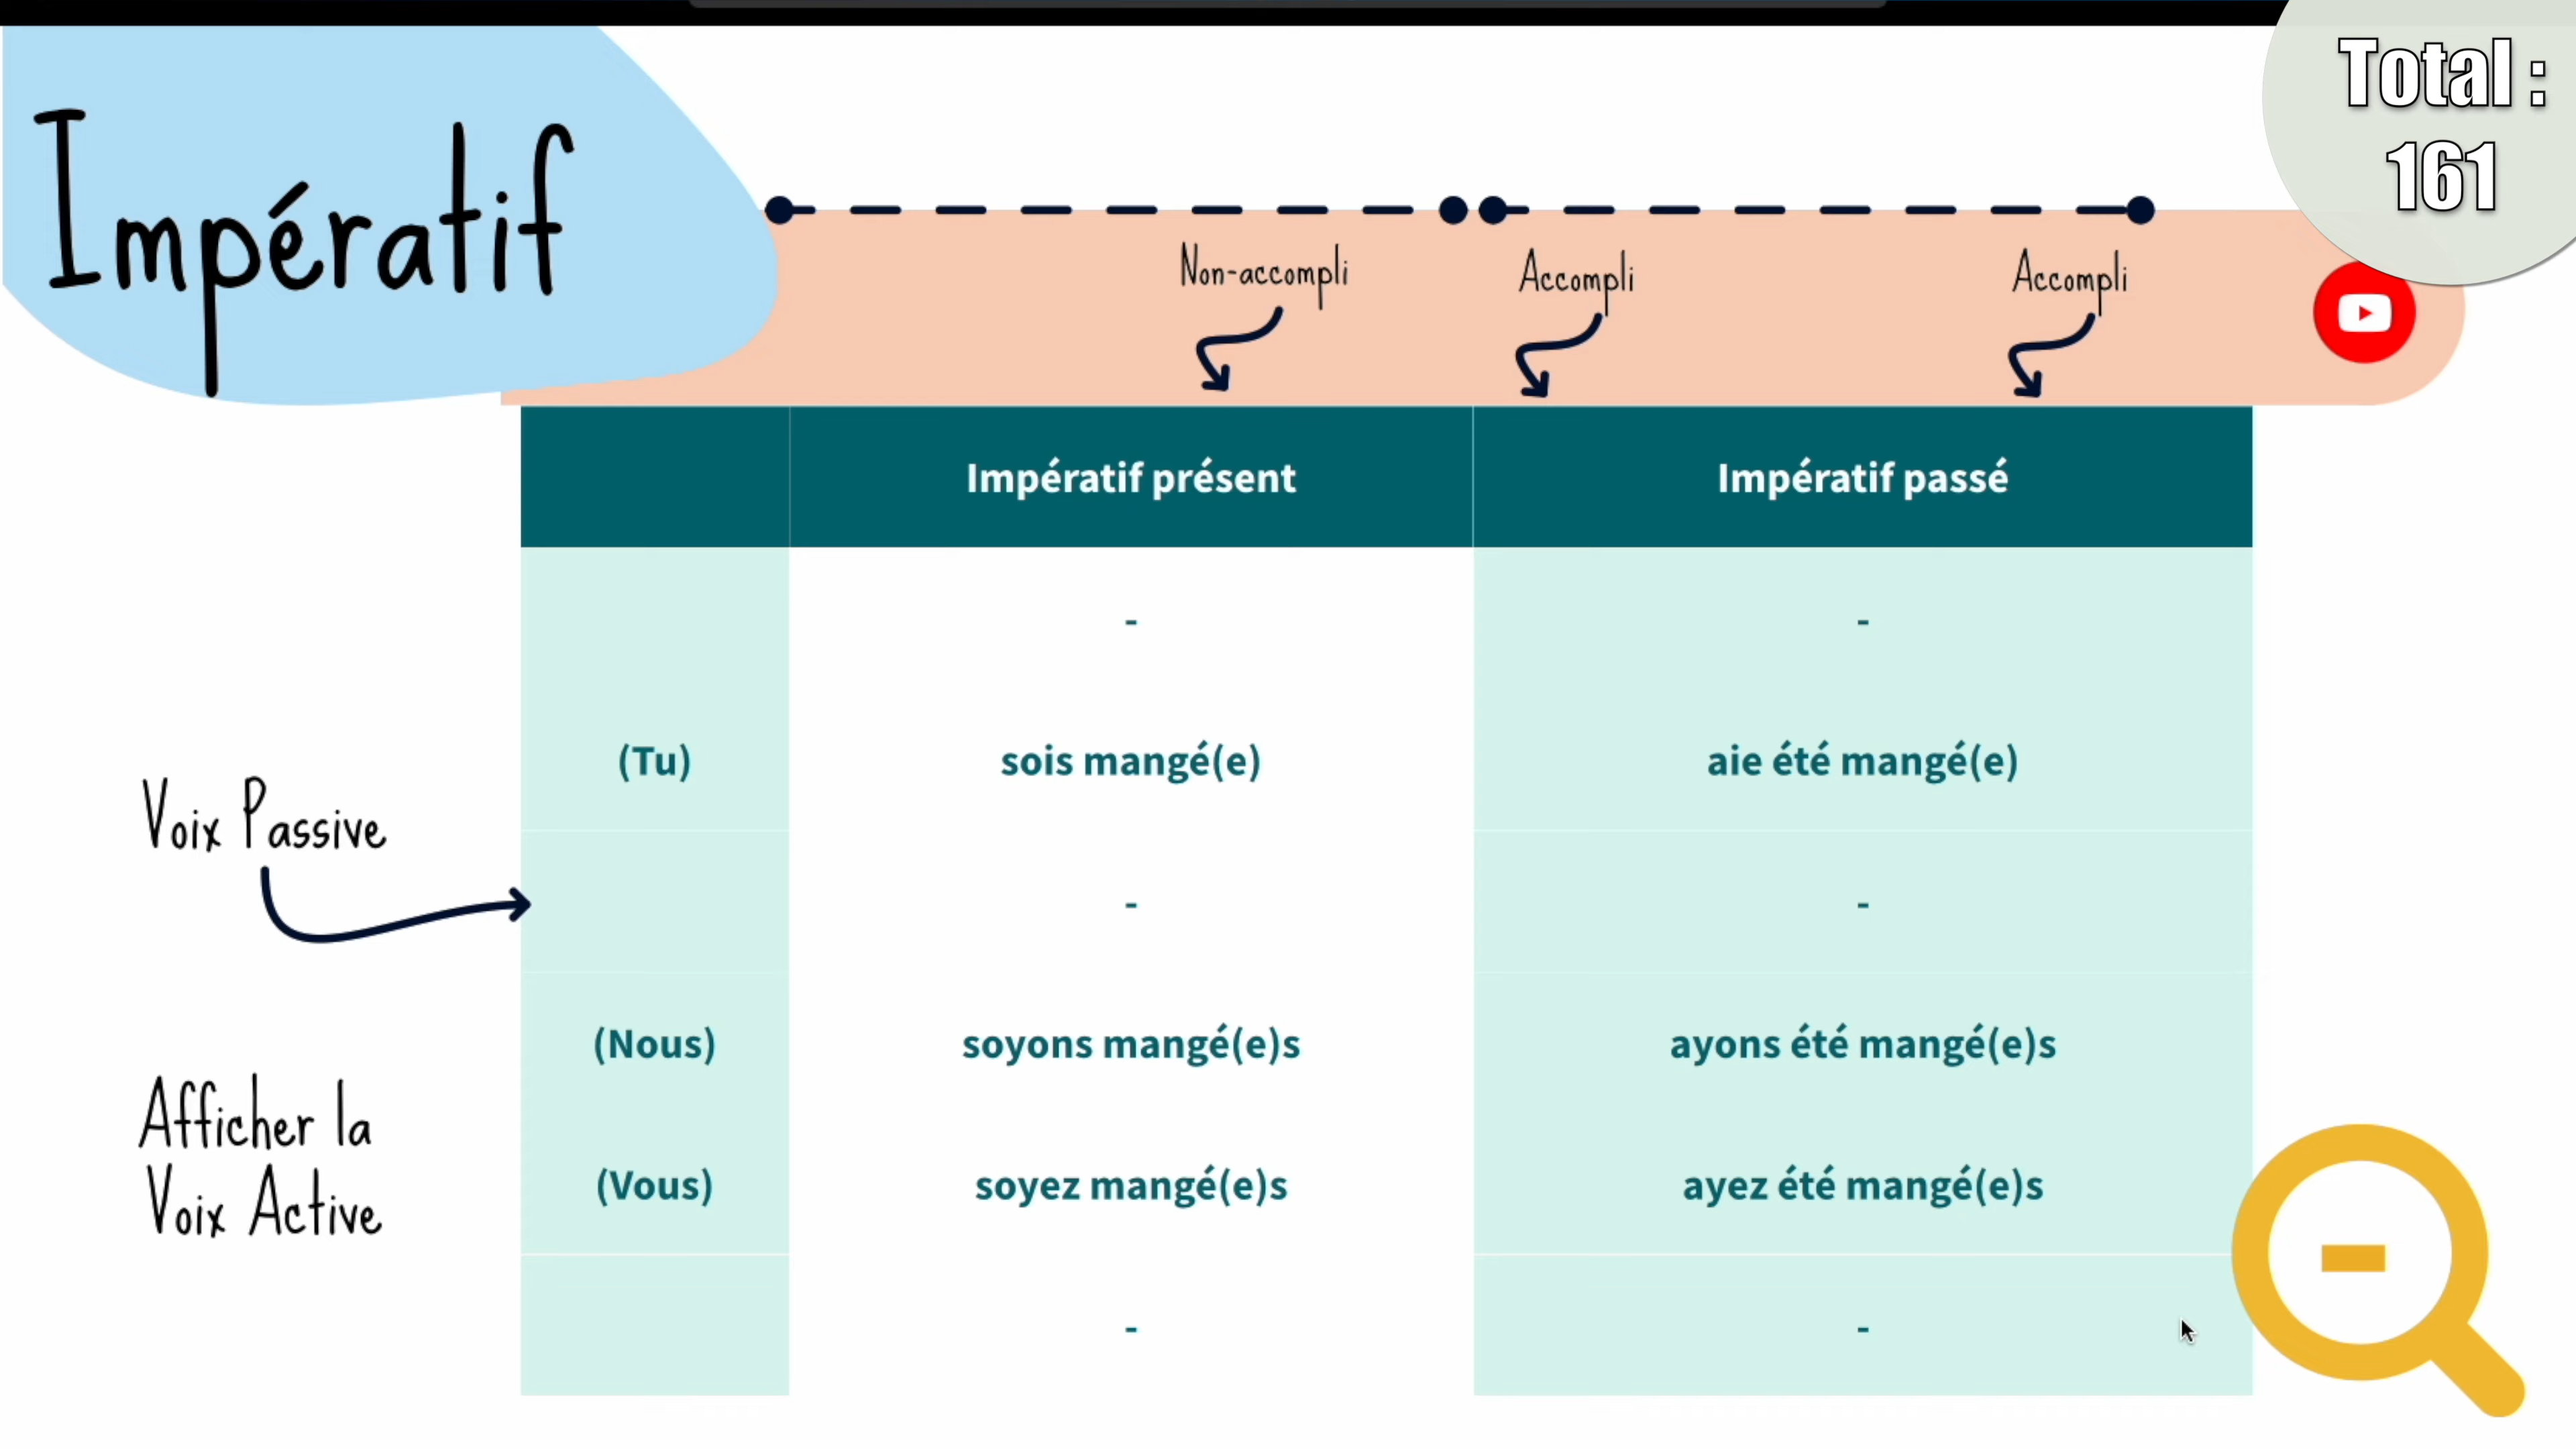 Total :
161
Impératif
Non-accompli
Accompli
Accompli
Impératif présent
Impératif passé
-
-
(Tu)
sois mangé(e)
aie été mangé(e)
Voix Passive
-
-
(Nous)
soyons mangé(e)s
ayons été mangé(e)s
Afficher la
Voix Active
(Vous)
soyez mangé(e)s
ayez été mangé(e)s
-
-